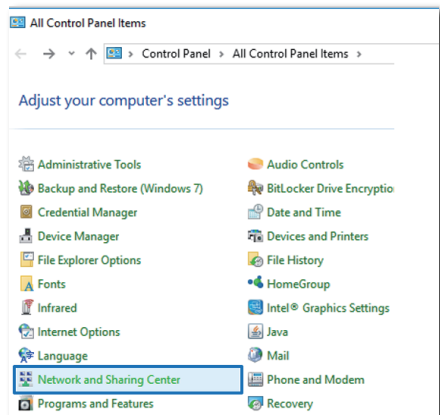 All Control Panel Items
Control Panel > All Control Panel Items >
Adjust your computer's settings
Administrative Tools
Audio Controls
Backup and Restore (Windows 7)
BitLocker Drive Encryptio
Credential Manager
Date and Time
Device Manager
Devices and Printers
File Explorer Options
File History
Fonts
HomeGroup
Infrared
Intel® Graphics Settings
Internet Options
Java
Language
Mail
Network and Sharing Center
Phone and Modem
Programs and Features
Recovery